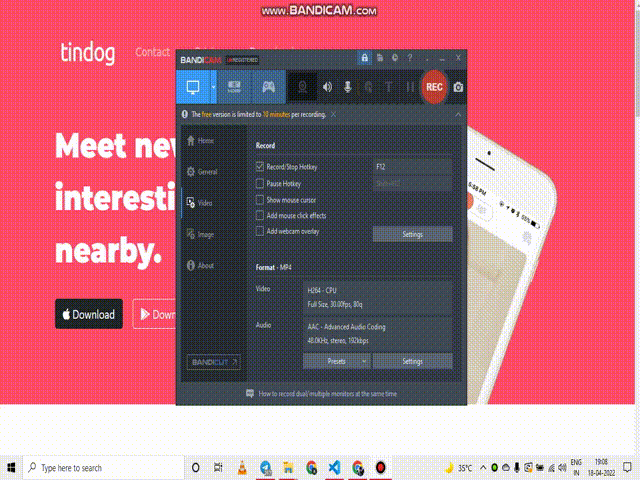 www.BANDICAM.com
tindog
Contact
Meet new
interesti
nearby.
Download
Down
BANDICAM UNREGISTERED
REC
The free version is limited to 10 minutes per recording.
Home
General
Video
Image
About
BANDICUT
Record
Record/Stop Hotkey
F12
Pause Hotkey
Show mouse cursor
Add mouse click effects
Add webcam overlay
Settings
Format - MP4
Video
H264 - CPU
Full Size, 30.00fps, 80q
Audio
AAC - Advanced Audio Coding
48.0KHz, stereo, 192kbps
Presets
Settings
How to record dual/multiple monitors at the same time.
5:58 PM
65%
Type here to search
35°C
ENG
IN
19:08
18-04-2022